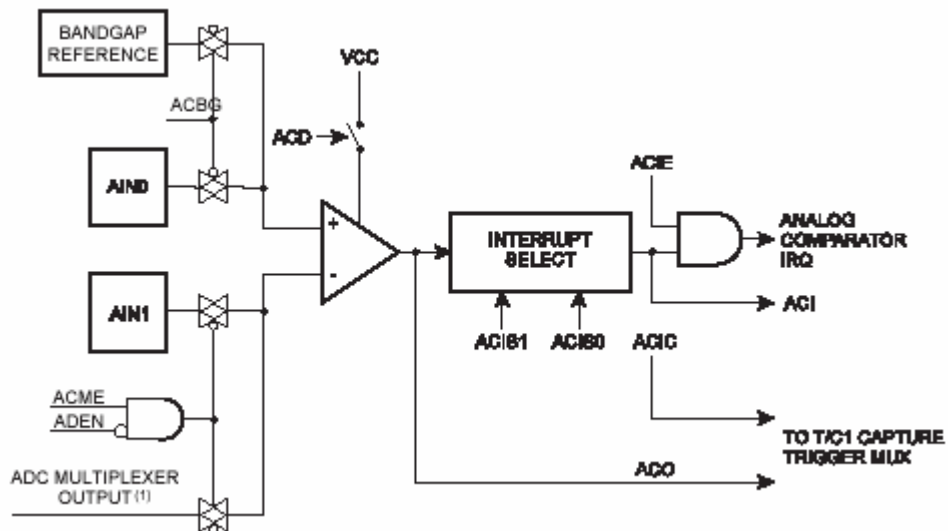 BANDGAP
REFERENCE
VCC
ACBG
ACD
ACIE
AIN0
+
INTERRUPT
SELECT
ANALOG
COMPARATOR
IRQ
-
AIN1
ACI
ACIS1
ACIS0
ACIC
ACME
ADEN
TO T/C1 CAPTURE
TRIGGER MUX
ADC MULTIPLEXER
OUTPUT (1)
ACO